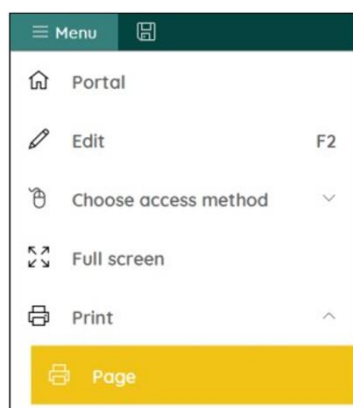 Menu
Portal
Edit F2
Choose access method
Full screen
Print
Page